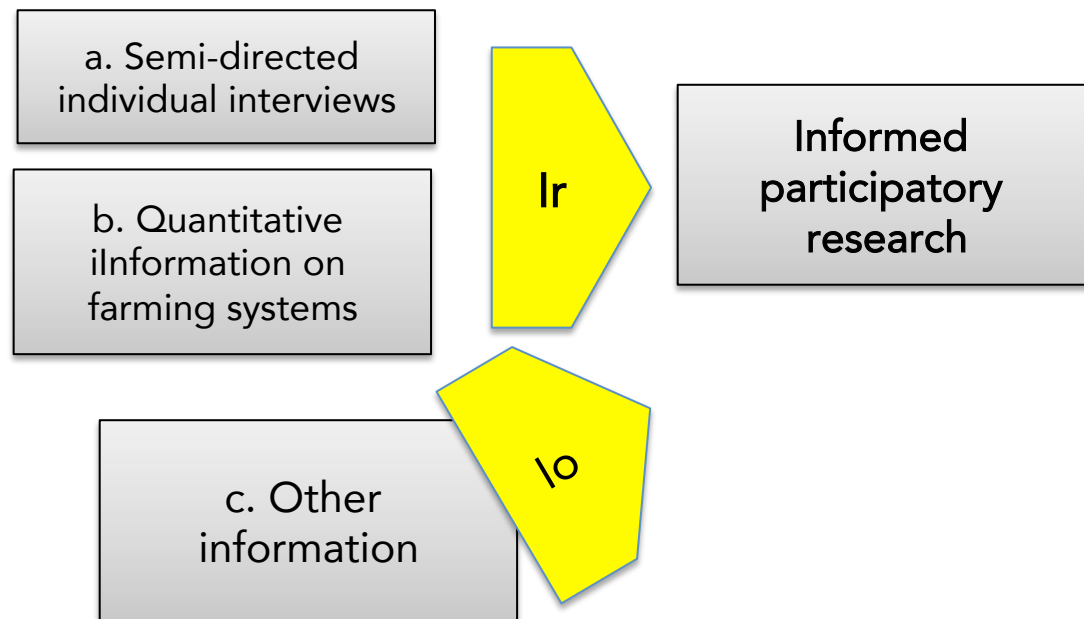 a. Semi-directed
individual interviews
Ir
Informed
participatory
research
b. Quantitative
iInformation on
farming systems
c. Other
information
Io